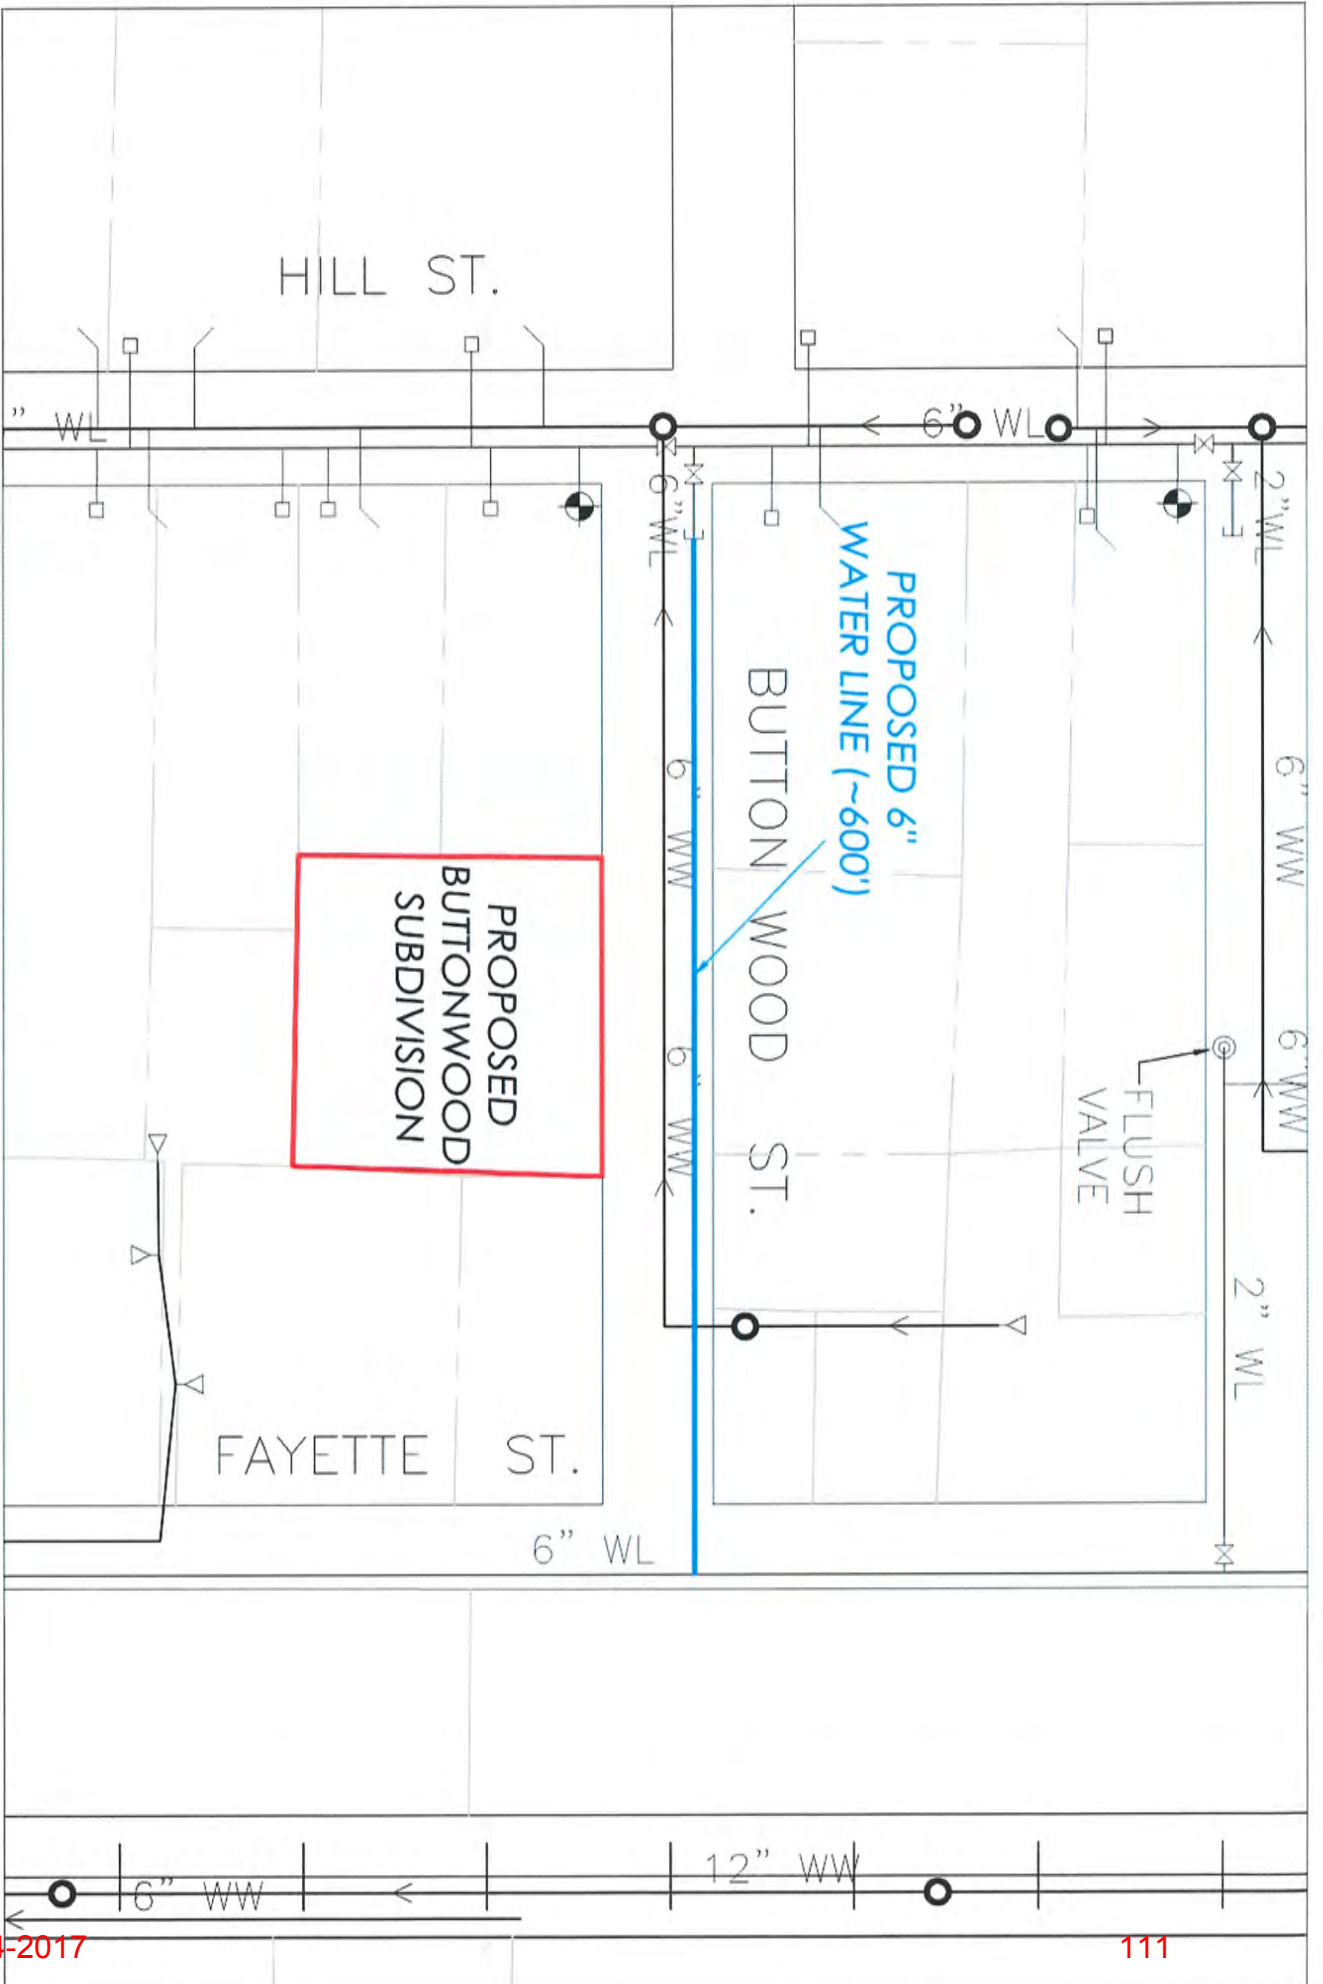 HILL ST.
" WL
6" WL
6"WL
2"WL
PROPOSED 6"
WATER LINE (~600')
BUTTON WOOD ST.
6" WW
6" WW
6" WW
6"WW
PROPOSED
BUTTONWOOD
SUBDIVISION
FLUSH
VALVE
2" WL
FAYETTE ST.
6" WL
12" WW
6" WW
-2017
111